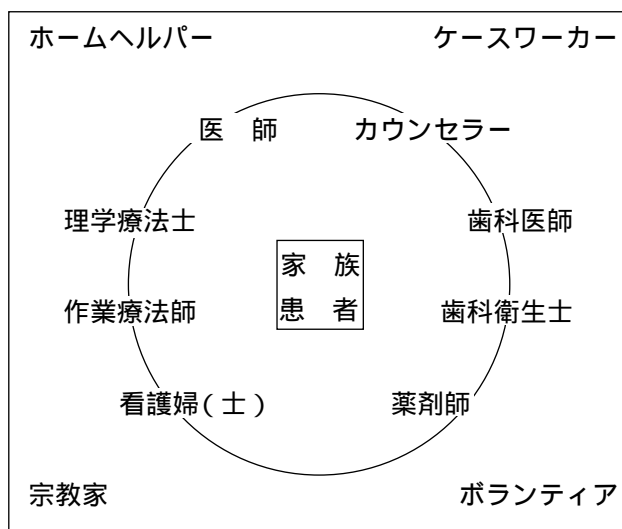 ホームヘルパー ケースワーカー
医 師 カウンセラー
理学療法士 歯科医師
家 族
患 者
作業療法師 歯科衛生士
看護婦(士) 薬剤師
宗教家 ボランティア